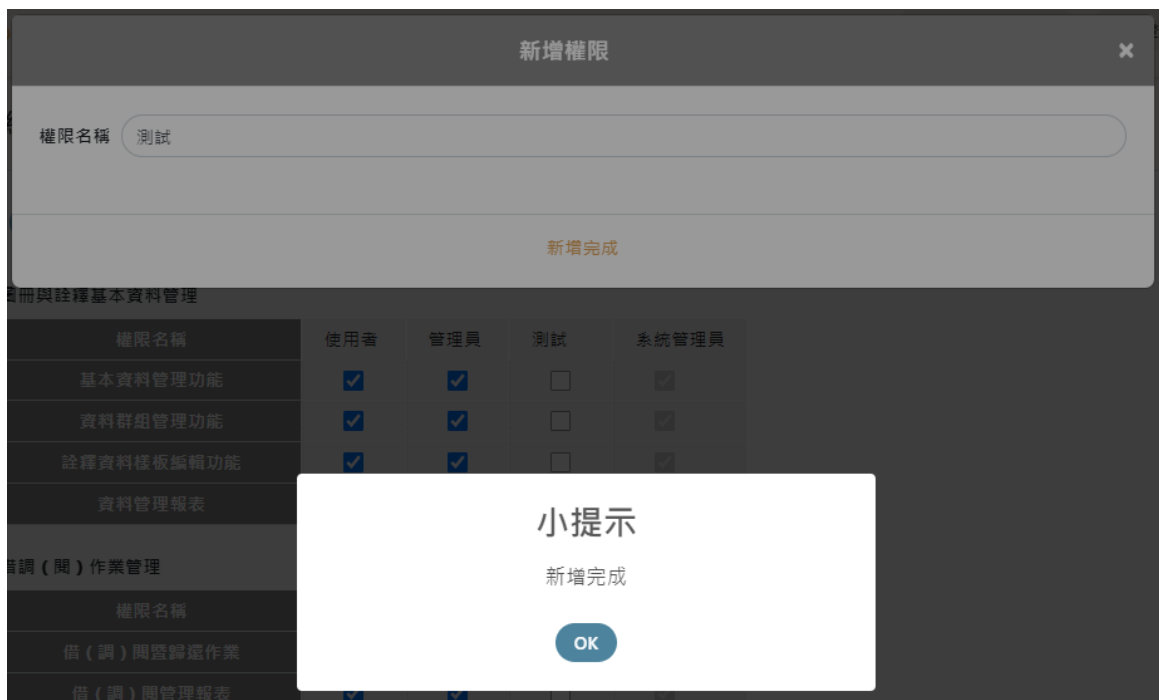 新增權限 ×
權限名稱 測試
新增完成
圖冊與詮釋基本資料管理
權限名稱 使用者 管理員 測試 系統管理員
基本資料管理功能
資料群組管理功能
詮釋資料樣板編輯功能
資料管理報表
小提示
新增完成
OK
借調(閱)作業管理
權限名稱
借(調)閱暨歸還作業
借(調)閱管理報表